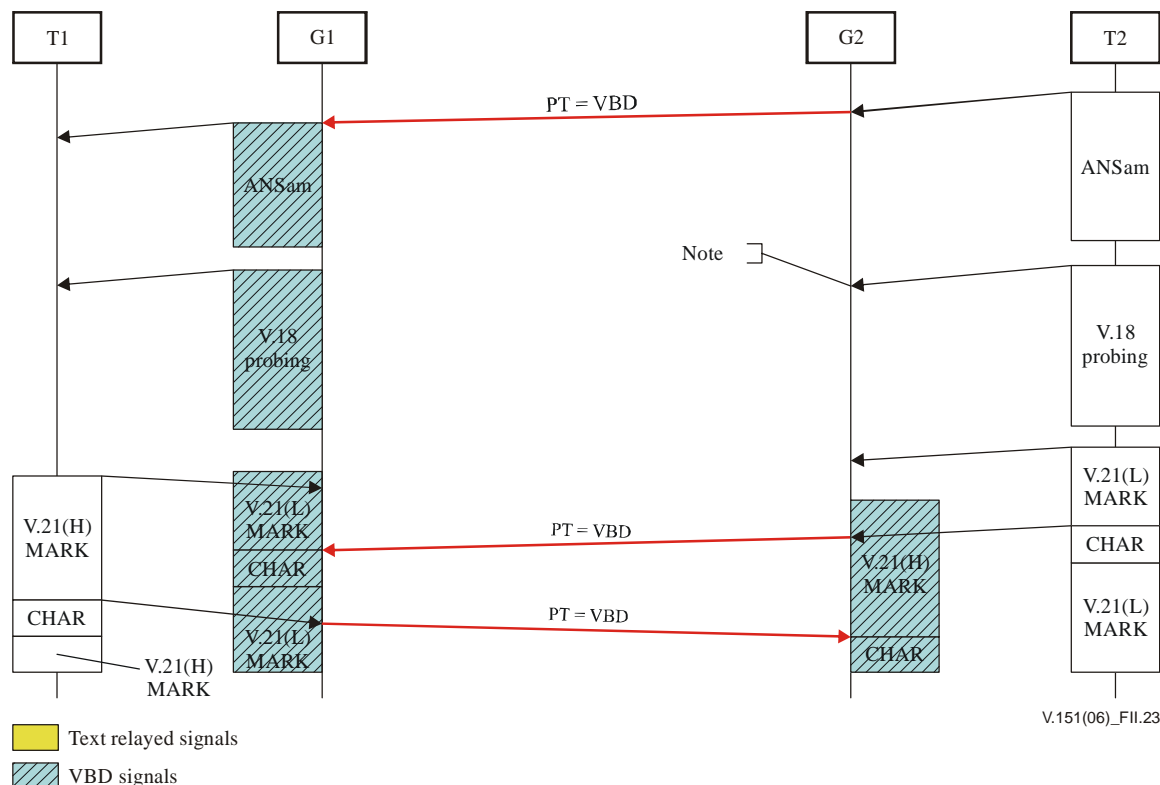 T1
G1
G2
T2
PT = VBD
ANSam
ANSam
Note
V.18
probing
V.18
probing
V.21(H)
MARK
V.21(L)
MARK
PT = VBD
V.21(L)
MARK
CHAR
V.21(H)
MARK
CHAR
CHAR
PT = VBD
V.21(L)
MARK
V.21(L)
MARK
CHAR
V.21(H)
MARK
V.151(06)_FII.23
Text relayed signals
VBD signals